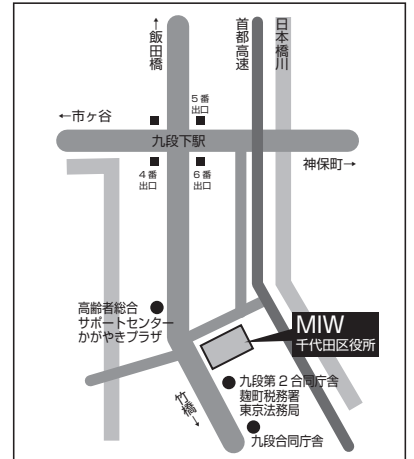 ←飯田橋
首都高速
日本橋川
←市ヶ谷
5番
出口
九段下駅
4番
出口
6番
出口
神保町→
高齢者総合
サポートセンター
かがやきプラザ
MIW
千代田区役所
竹橋→
九段第2合同庁舎
麹町税務署
東京法務局
九段合同庁舎